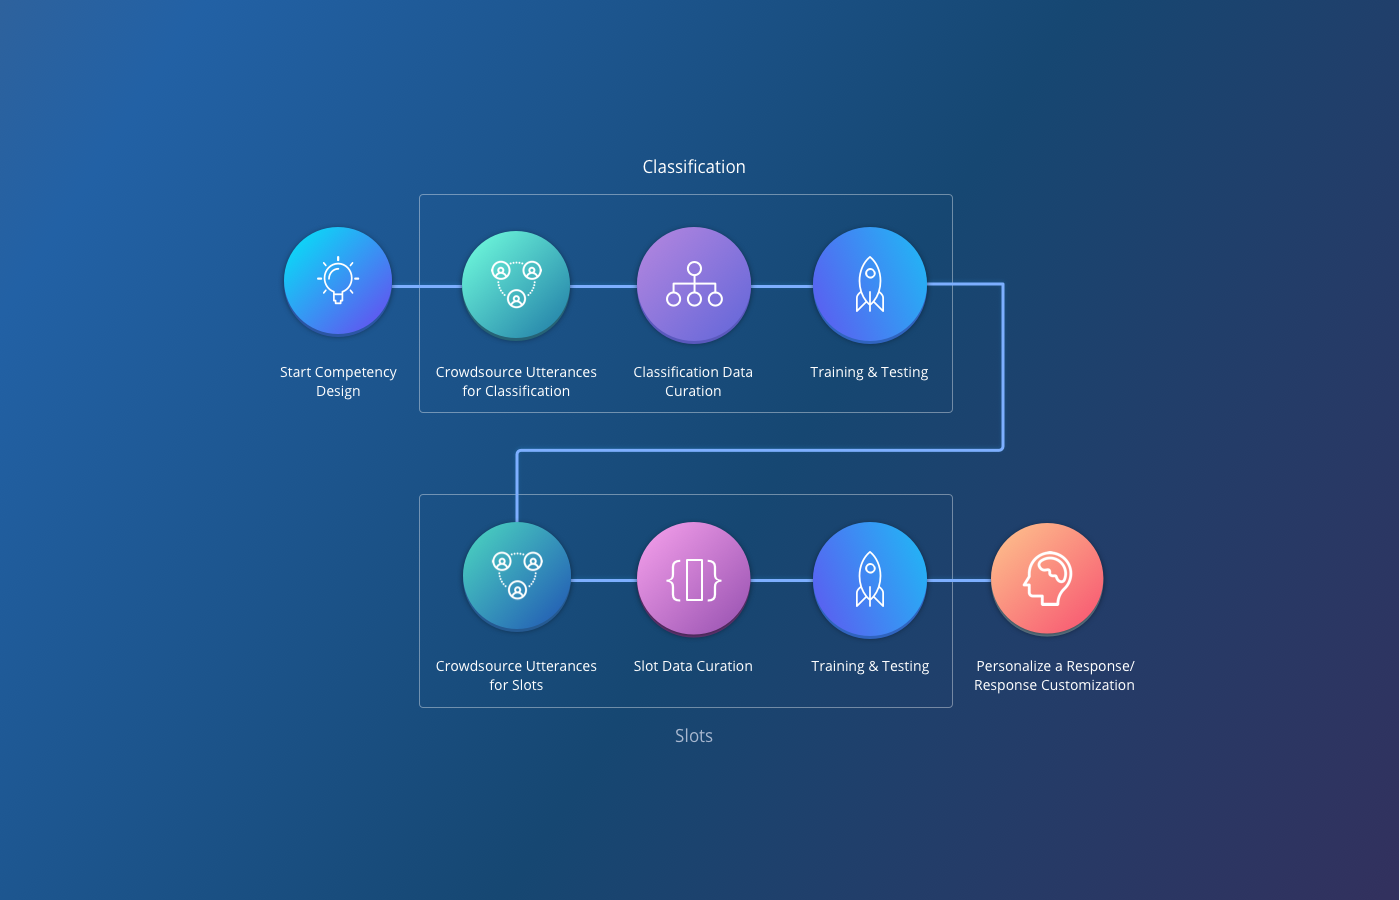 Classification
Start Competency
Design
Crowdsource Utterances
for Classification
Classification Data
Curation
Training & Testing
Crowdsource Utterances
for Slots
Slot Data Curation
Training & Testing
Personalize a Response/
Response Customization
Slots